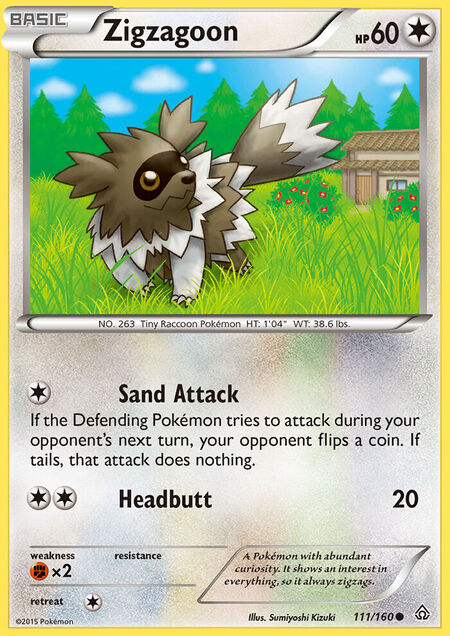 BASIC
Zigzagoon
HP60
NO. 263 Tiny Raccoon Pokémon HT: 1'04" WT: 38.6 lbs.
Sand Attack
If the Defending Pokémon tries to attack during your
opponent's next turn, your opponent flips a coin. If
tails, that attack does nothing.
Headbutt 20
weakness
resistance
×2
retreat
A Pokémon with abundant
curiosity. It shows an interest in
everything, so it always zigzags.
©2015 Pokémon
Illus. Sumiyoshi Kizuki
111/160